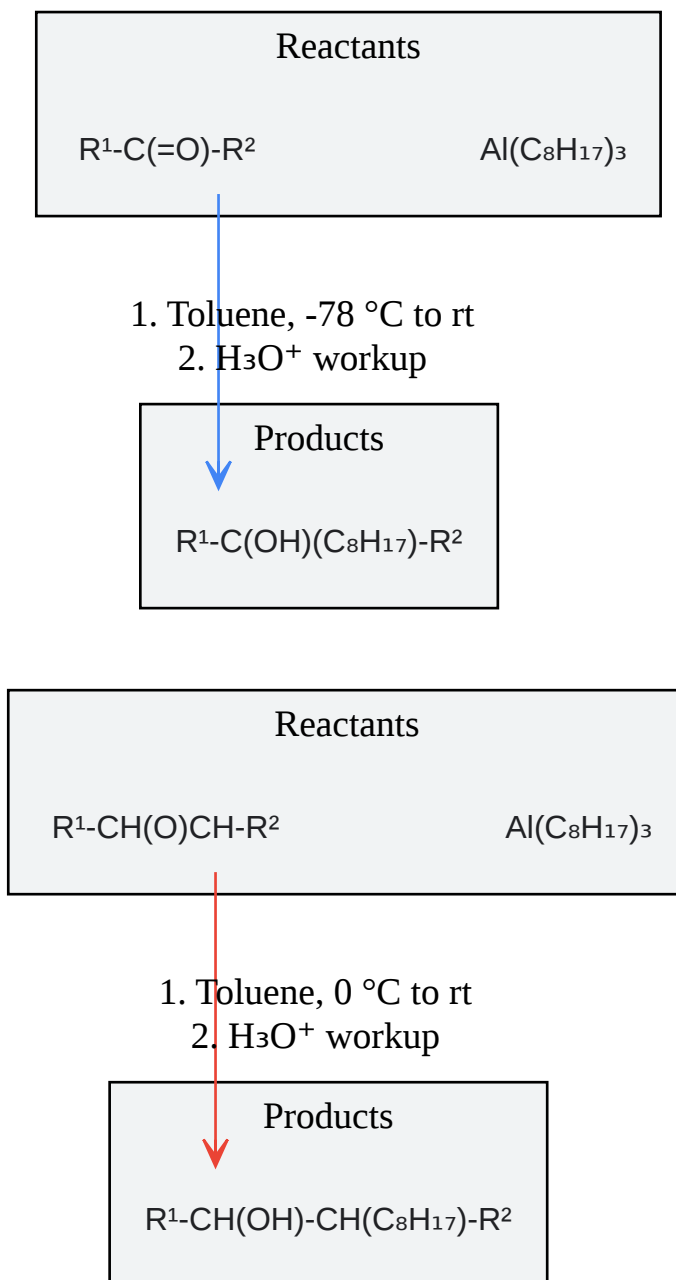 Reactants
R¹-C(=O)-R² Al(C₈H₁₇)₃
1. Toluene, -78 °C to rt
2. H₃O⁺ workup
Products
R¹-C(OH)(C₈H₁₇)-R²
Reactants
R¹-CH(O)CH-R² Al(C₈H₁₇)₃
1. Toluene, 0 °C to rt
2. H₃O⁺ workup
Products
R¹-CH(OH)-CH(C₈H₁₇)-R²